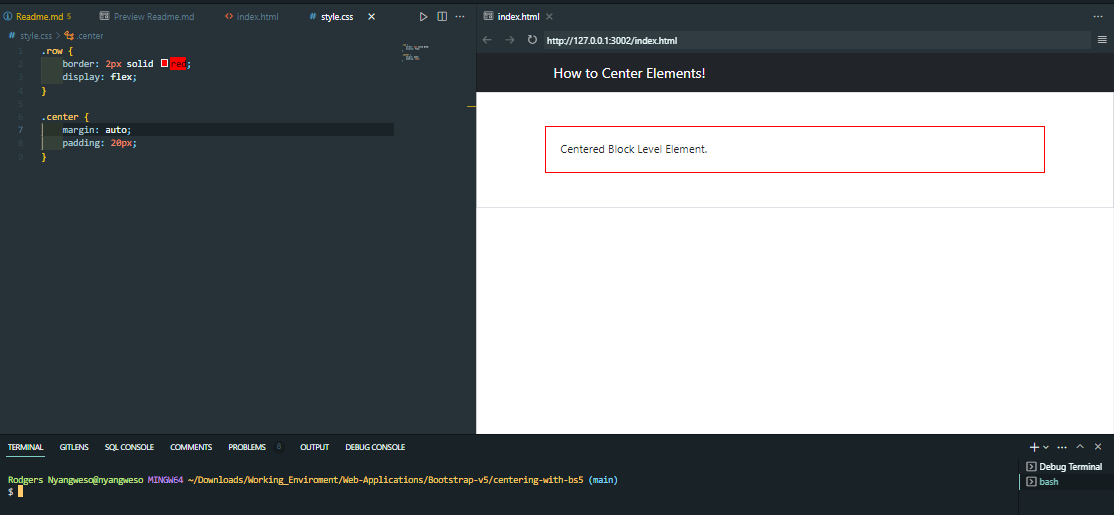 Readme.md 5
Preview Readme.md
index.html
style.css
style.css > .center
1 .row {
2 border: 2px solid red;
3 display: flex;
4 }
5
6 .center {
7 margin: auto;
8 padding: 20px;
9 }
index.html
http://127.0.0.1:3002/index.html
How to Center Elements!
Centered Block Level Element.
TERMINAL GITLENS SQL CONSOLE COMMENTS PROBLEMS 8 OUTPUT DEBUG CONSOLE
Rodgers Nyangweso@nyangweso MINGW64 ~/Downloads/Working_Enviroment/Web-Applications/Bootstrap-v5/centering-with-bs5 (main)
$
Debug Terminal
bash